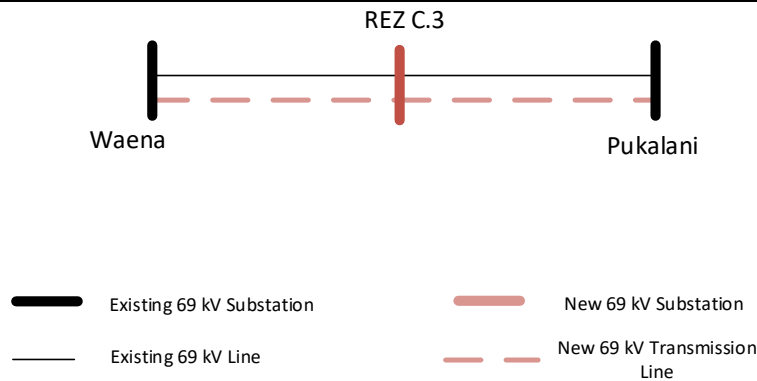 REZ C.3
Waena
Pukalani
Existing 69 kV Substation
New 69 kV Substation
Existing 69 kV Line
New 69 kV Transmission
Line